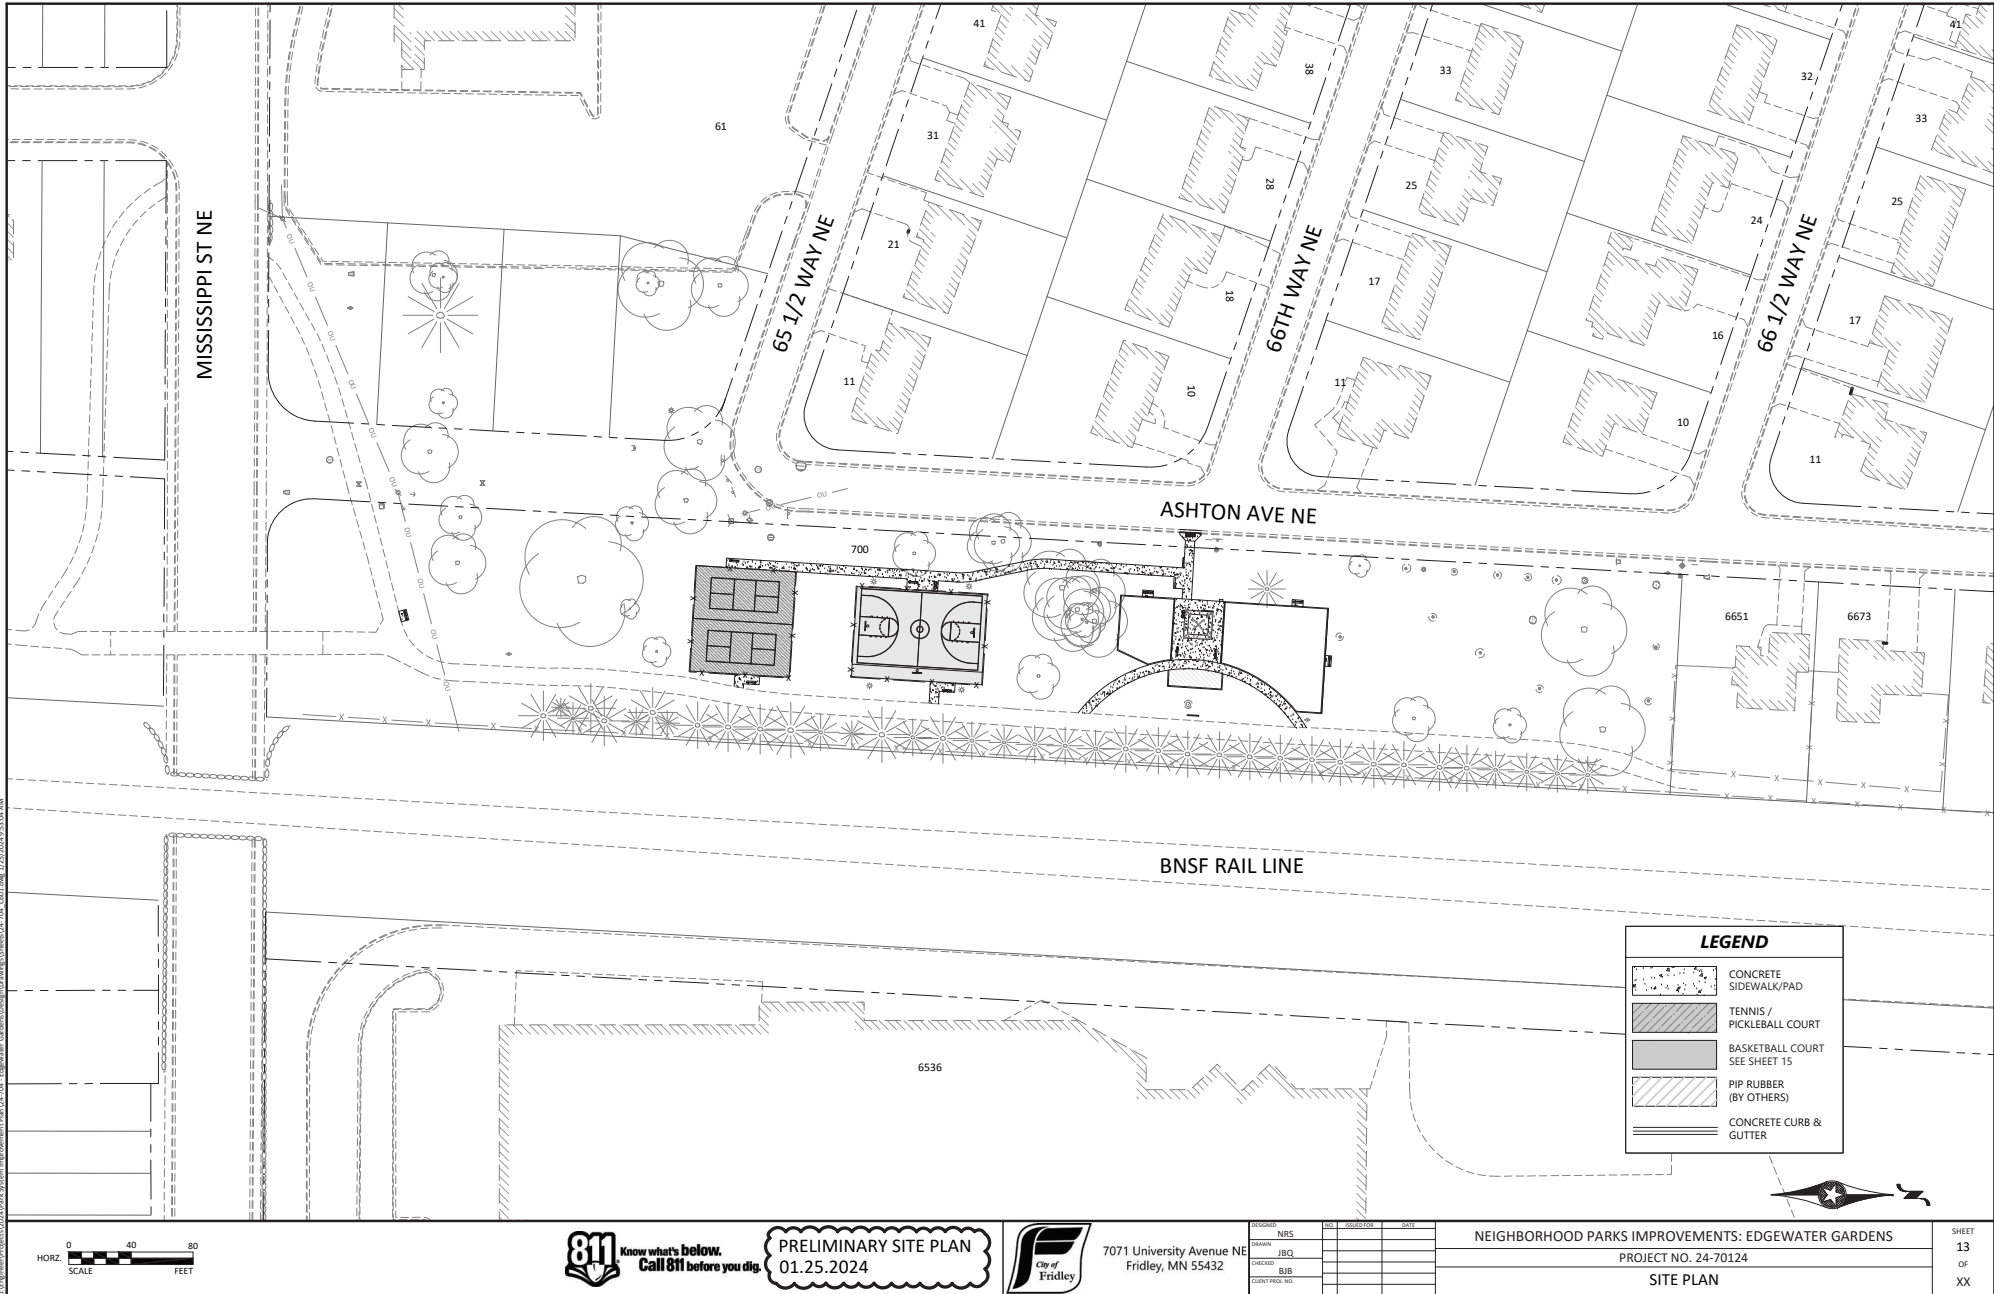 41
38
33
32
41
33
61
31
28
25
24
25
21
18
17
16
17
11
10
11
10
11
MISSISSIPPI ST NE
65 1/2 WAY NE
66TH WAY NE
66 1/2 WAY NE
ASHTON AVE NE
700
6651
6673
BNSF RAIL LINE
6536
LEGEND
CONCRETE
SIDEWALK/PAD
TENNIS /
PICKLEBALL COURT
BASKETBALL COURT
SEE SHEET 15
PIP RUBBER
(BY OTHERS)
CONCRETE CURB &
GUTTER
HORZ.
0 40 80
SCALE FEET
811
Know what's below.
Call 811 before you dig.
PRELIMINARY SITE PLAN
01.25.2024
City of
Fridley
7071 University Avenue NE
Fridley, MN 55432
DESIGNED
NRS
DRAWN
JBQ
CHECKED
BJB
CLIENT PROJ. NO.
NO. ISSUED FOR DATE
NEIGHBORHOOD PARKS IMPROVEMENTS: EDGEWATER GARDENS
PROJECT NO. 24-70124
SITE PLAN
SHEET
13
OF
XX